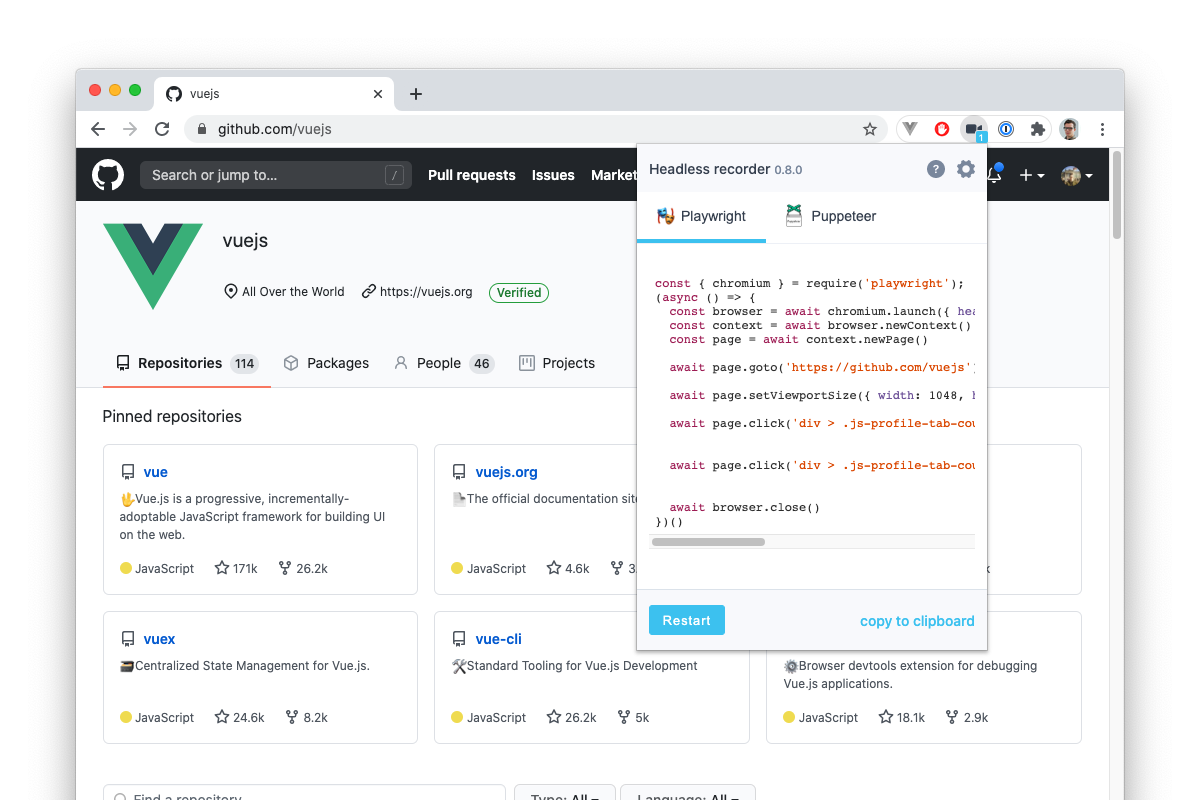 vuejs
github.com/vuejs
1
Search or jump to...
/
Pull requests
Issues
Market
Headless recorder 0.8.0
?
Playwright
Puppeteer
const { chromium } = require('playwright');
(async () => {
const browser = await chromium.launch({ hea
const context = await browser.newContext()
const page = await context.newPage()
await page.goto('https://github.com/vuejs'
await page.setViewportSize({ width: 1048, h
await page.click('div > .js-profile-tab-cou
await page.click('div > .js-profile-tab-cou
await browser.close()
})()
Restart
copy to clipboard
vuejs
All Over the World
https://vuejs.org
Verified
Repositories 114
Packages
People 46
Projects
Pinned repositories
vue
Vue.js is a progressive, incrementally-
adoptable JavaScript framework for building UI
on the web.
JavaScript
171k
26.2k
vuejs.org
The official documentation site
JavaScript
4.6k
3.
k
vuex
Centralized State Management for Vue.js.
JavaScript
24.6k
8.2k
vue-cli
Standard Tooling for Vue.js Development
JavaScript
26.2k
5k
Browser devtools extension for debugging
Vue.js applications.
JavaScript
18.1k
2.9k
Find a repository
Type: All
Language: All